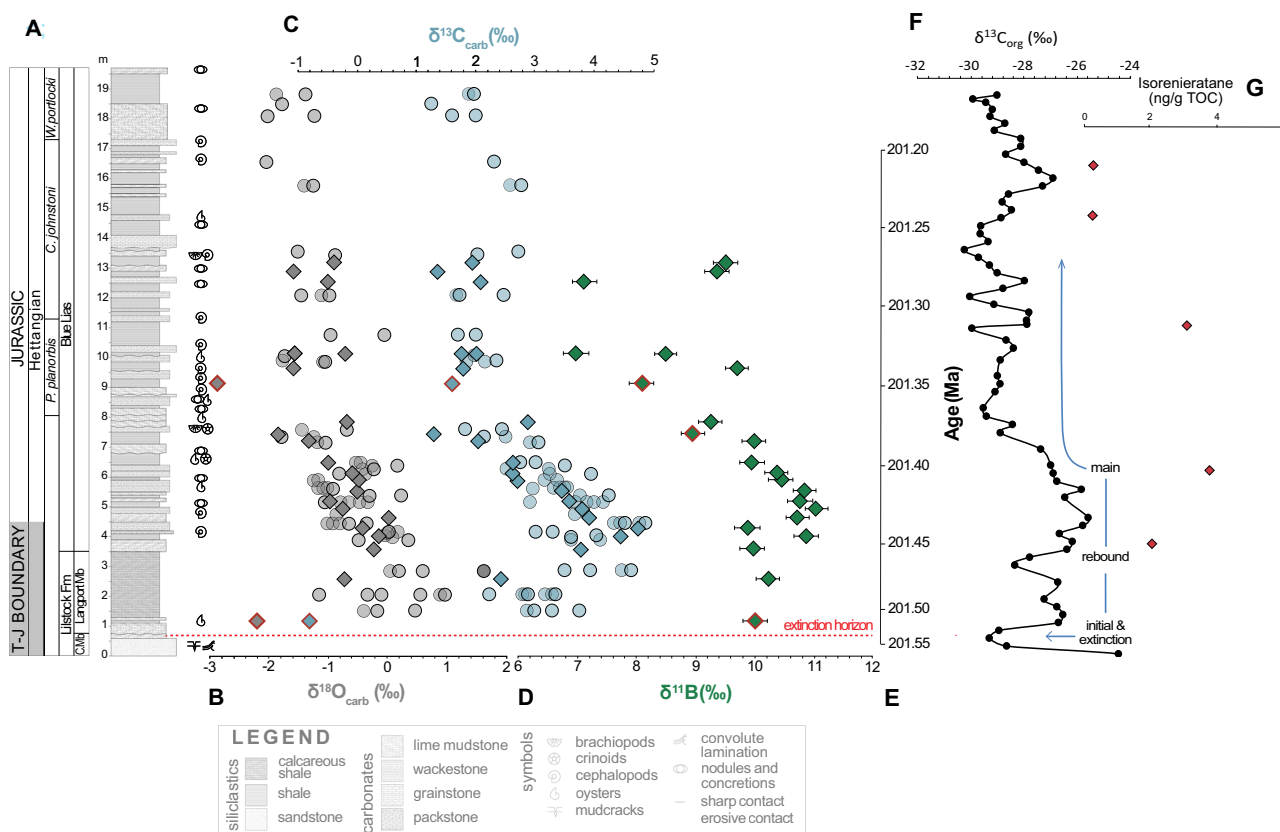 A
C
F
δ13Ccarb(‰)
δ13Corg (‰)
-1 0 1 2 3 4 5
-32 -30 -28 -26 -24
Isorenieratane
(ng/g TOC)
G
0 2 4
m
19
18
17
16
15
14
13
12
11
10
9
8
7
6
5
4
3
2
1
0
JURASSIC
T-J BOUNDARY
Hettangian
W.portlocki
C. johnstoni
P. planorbis
Blue Lias
Lilstock Fm
Langport Mb
C.Mb
201.20
201.25
201.30
201.35
201.40
201.45
201.50
201.55
Age (Ma)
main
rebound
initial &
extinction
extinction horizon
-3 -2 -1 0 1 2
6 7 8 9 10 11 12
B
δ18Ocarb (‰)
D
δ11B(‰)
E
LEGEND
siliclastics
calcareous
shale
shale
sandstone
carbonates
lime mudstone
wackestone
grainstone
packstone
symbols
brachiopods
crinoids
cephalopods
oysters
mudcracks
convolute
lamination
nodules and
concretions
sharp contact
erosive contact